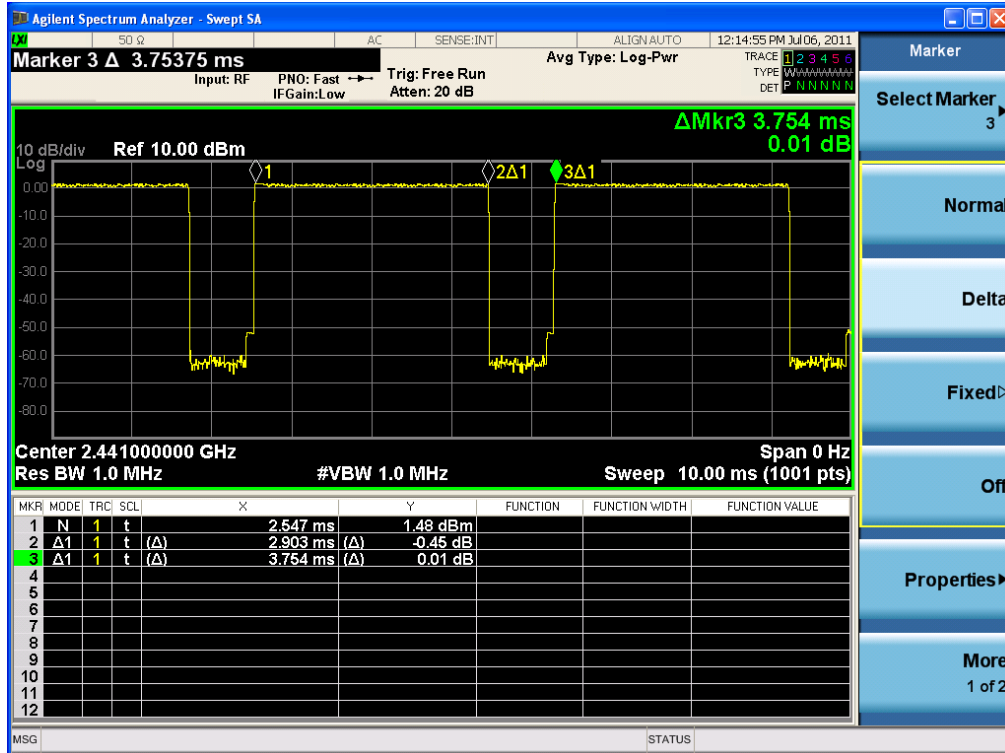 Agilent Spectrum Analyzer - Swept SA
LXI 50 Ω AC SENSE:INT ALIGN AUTO 12:14:55 PM Jul 06, 2011
Marker 3 Δ 3.75375 ms
Input: RF PNO: Fast Trig: Free Run Avg Type: Log-Pwr TRACE 1 2 3 4 5 6
IFGain:Low Atten: 20 dB TYPE
DET P N N N N N
ΔMkr3 3.754 ms
0.01 dB
10 dB/div Ref 10.00 dBm
Log
1 2Δ1 3Δ1
0.00
-10.0
-20.0
-30.0
-40.0
-50.0
-60.0
-70.0
-80.0
Center 2.441000000 GHz Span 0 Hz
Res BW 1.0 MHz #VBW 1.0 MHz Sweep 10.00 ms (1001 pts)
MKR MODE TRC SCL X Y FUNCTION FUNCTION WIDTH FUNCTION VALUE
1 N 1 t 2.547 ms 1.48 dBm
2 Δ1 1 t (Δ) 2.903 ms (Δ) -0.45 dB
3 Δ1 1 t (Δ) 3.754 ms (Δ) 0.01 dB
4
5
6
7
8
9
10
11
12
MSG STATUS
Marker
Select Marker
3
Normal
Delta
Fixed
Off
Properties
More
1 of 2